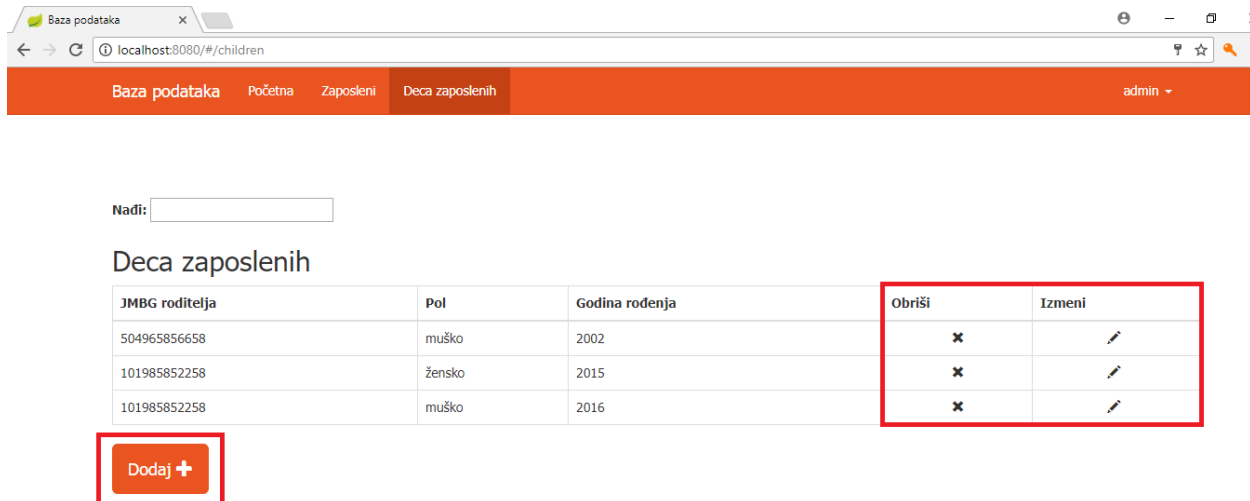 Baza podataka
localhost:8080/#/children
Baza podataka Početna Zaposleni Deca zaposlenih admin
Nađi:
Deca zaposlenih
JMBG roditelja Pol Godina rođenja Obriši Izmeni
504965856658 muško 2002
101985852258 žensko 2015
101985852258 muško 2016
Dodaj